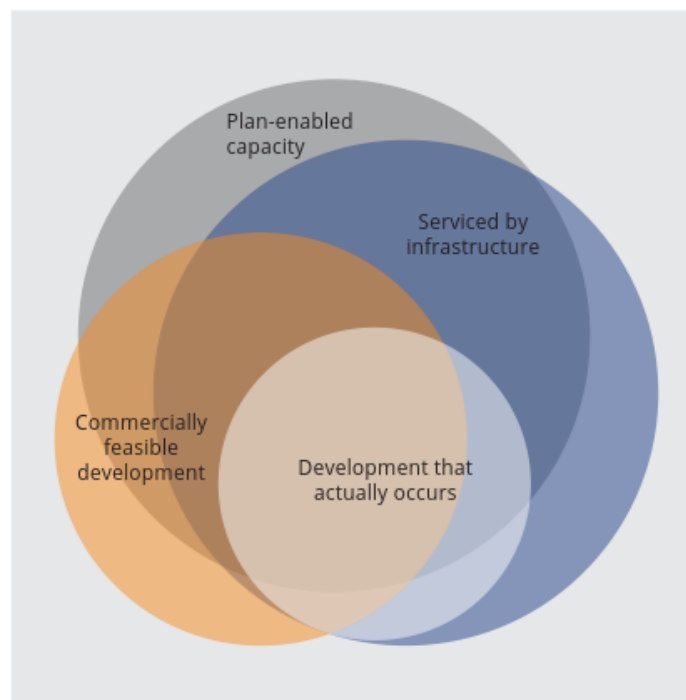 Plan-enabled
capacity
Serviced by
infrastructure
Commercially
feasible
development
Development that
actually occurs